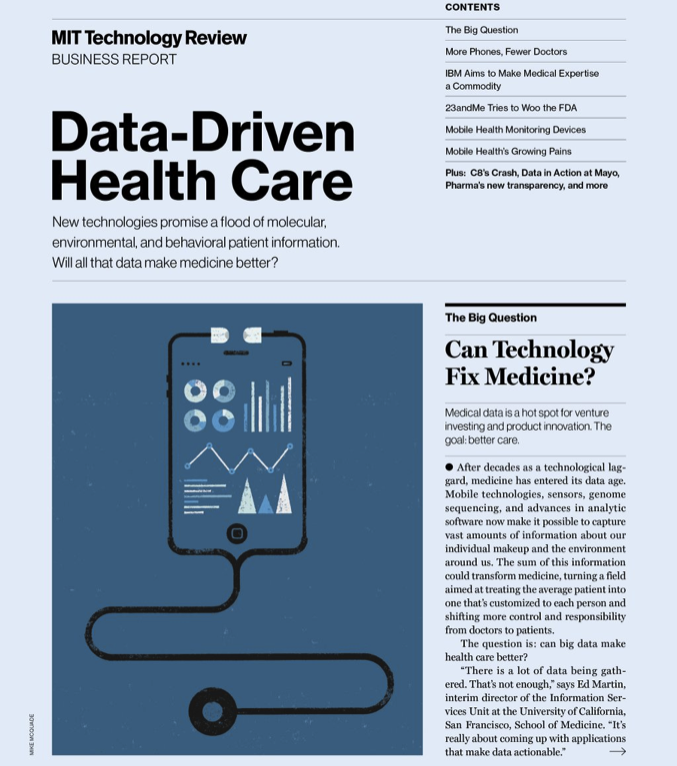 MIT Technology Review
BUSINESS REPORT
Data-Driven
Health Care
New technologies promise a flood of molecular,
environmental, and behavioral patient information.
Will all that data make medicine better?
CONTENTS
The Big Question
More Phones, Fewer Doctors
IBM Aims to Make Medical Expertise
a Commodity
23andMe Tries to Woo the FDA
Mobile Health Monitoring Devices
Mobile Health's Growing Pains
Plus: C8's Crash, Data in Action at Mayo,
Pharma's new transparency, and more
MIKE MCQUADE
The Big Question
Can Technology
Fix Medicine?
Medical data is a hot spot for venture
investing and product innovation. The
goal: better care.
● After decades as a technological lag-
gard, medicine has entered its data age.
Mobile technologies, sensors, genome
sequencing, and advances in analytic
software now make it possible to capture
vast amounts of information about our
individual makeup and the environment
around us. The sum of this information
could transform medicine, turning a field
aimed at treating the average patient into
one that's customized to each person and
shifting more control and responsibility
from doctors to patients.
The question is: can big data make
health care better?
"There is a lot of data being gath-
ered. That's not enough," says Ed Martin,
interim director of the Information Ser-
vices Unit at the University of California,
San Francisco, School of Medicine. "It's
really about coming up with applications
that make data actionable." →